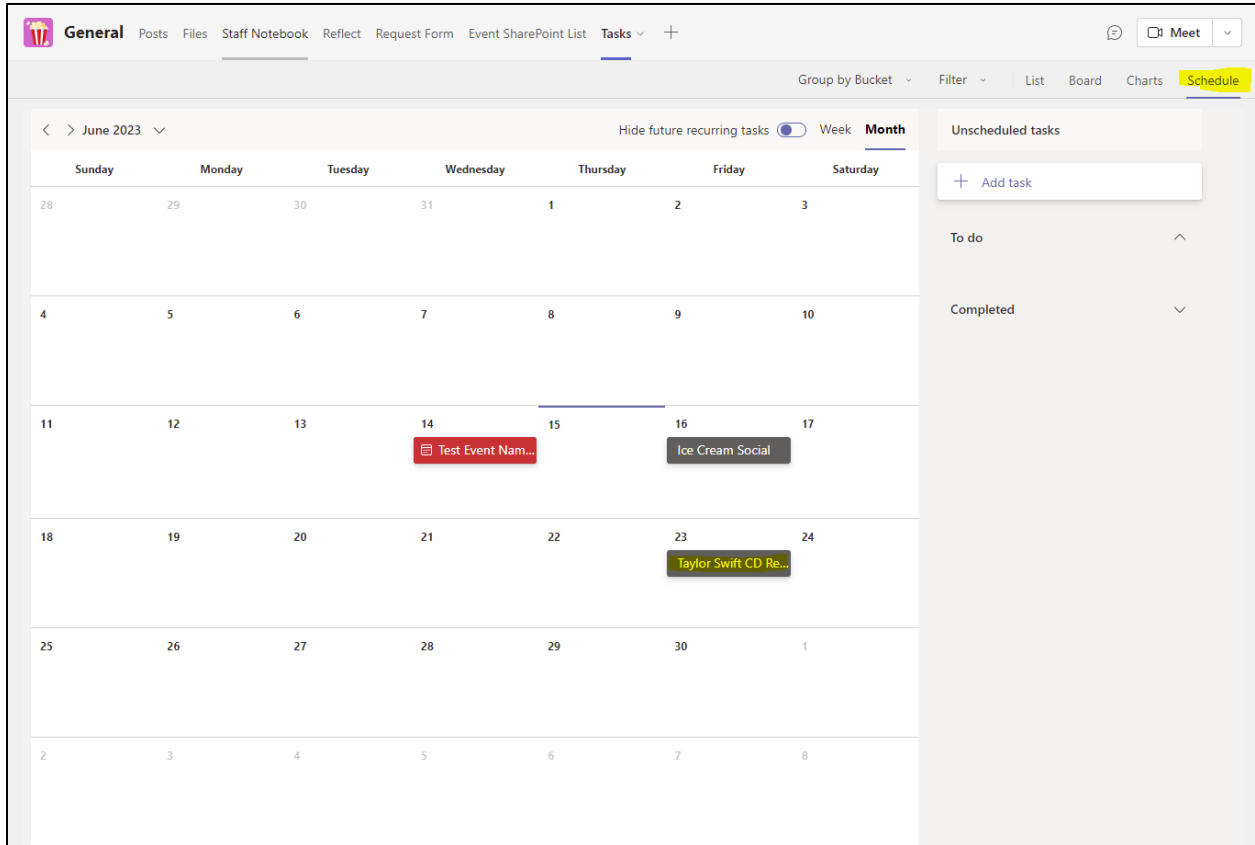 General Posts Files Staff Notebook Reflect Request Form Event SharePoint List Tasks Meet
Group by Bucket Filter List Board Charts Schedule
June 2023 Hide future recurring tasks Week Month Unscheduled tasks
Sunday Monday Tuesday Wednesday Thursday Friday Saturday
Add task
28 29 30 31 1 2 3
To do
4 5 6 7 8 9 10
Completed
11 12 13 14 15 16 17
Test Event Nam... Ice Cream Social
18 19 20 21 22 23 24
Taylor Swift CD Re...
25 26 27 28 29 30 1
2 3 4 5 6 7 8